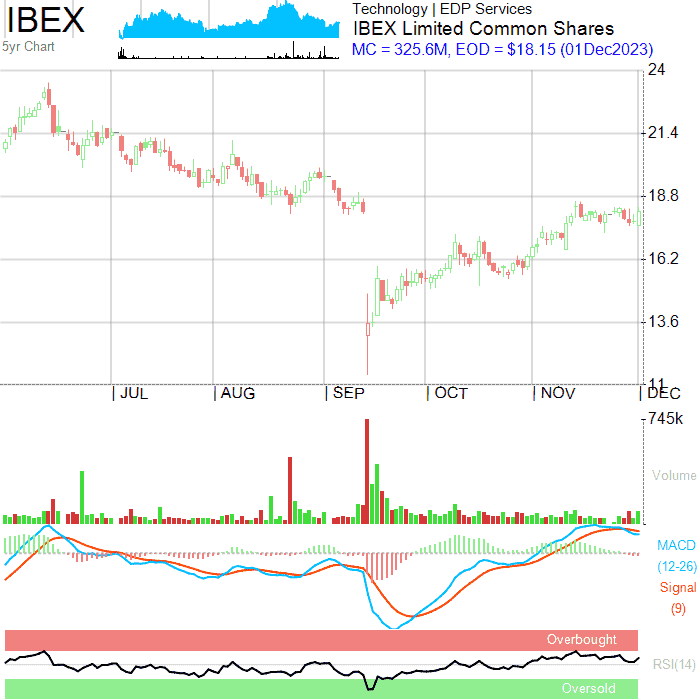 IBEX
5yr Chart
Technology | EDP Services
IBEX Limited Common Shares
MC = 325.6M, EOD = $18.15 (01Dec2023)
24
21.4
18.8
16.2
13.6
11
JUL
AUG
SEP
OCT
NOV
DEC
745k
Volume
MACD
(12-26)
Signal
(9)
Overbought
RSI(14)
Oversold